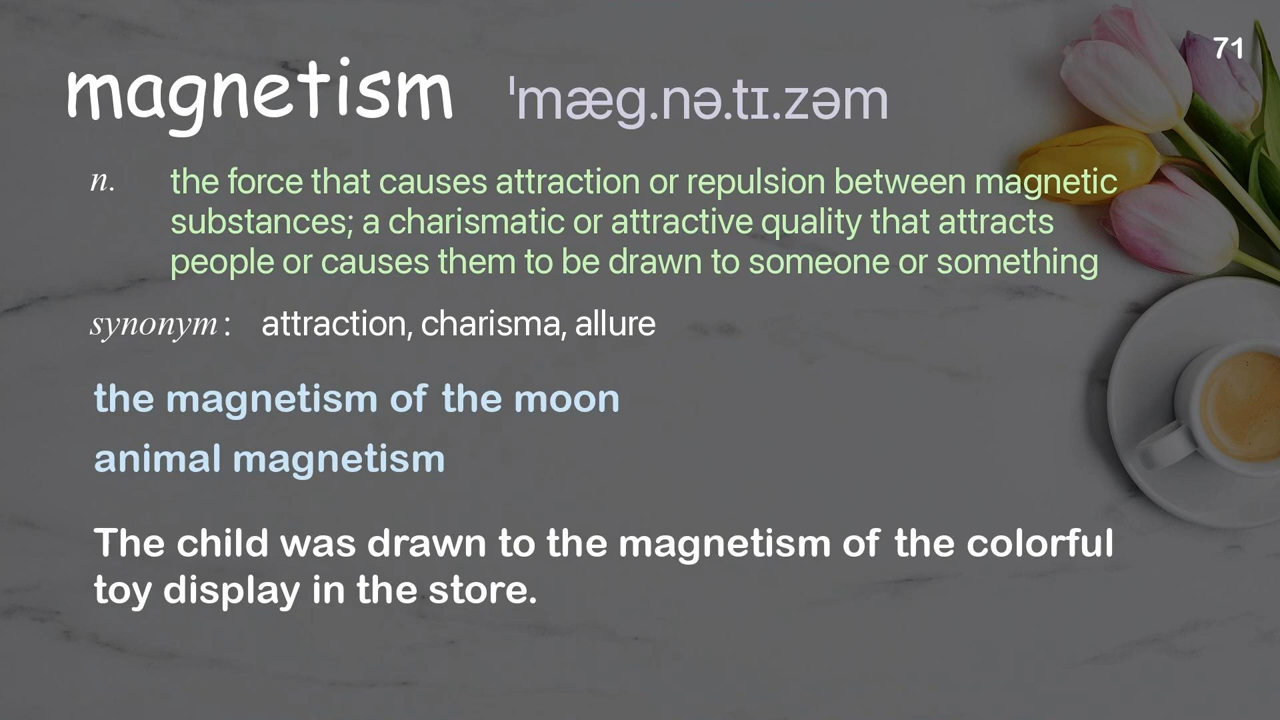 71
magnetism ˈmæɡ.nə.tɪ.zəm
n. the force that causes attraction or repulsion between magnetic
substances; a charismatic or attractive quality that attracts
people or causes them to be drawn to someone or something
synonym: attraction, charisma, allure
the magnetism of the moon
animal magnetism
The child was drawn to the magnetism of the colorful
toy display in the store.